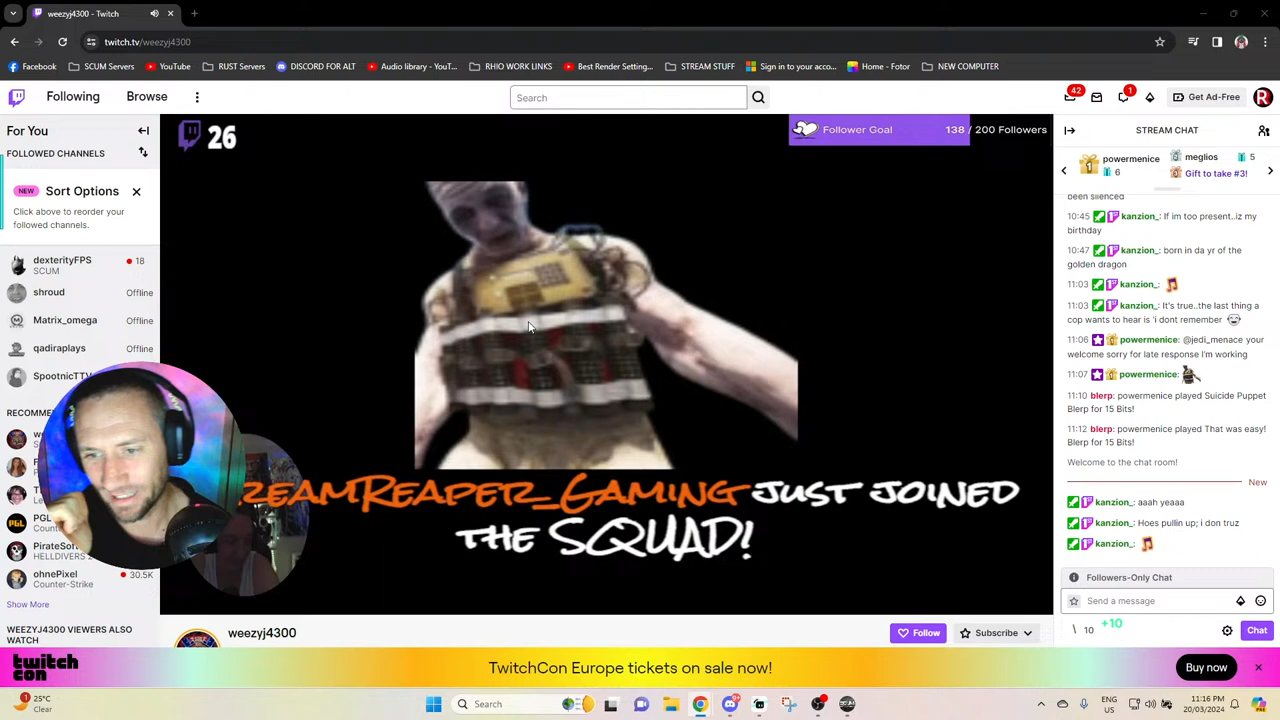 weezyj4300 - Twitch
twitch.tv/weezyj4300
Facebook
SCUM Servers
YouTube
RUST Servers
DISCORD FOR ALT
Audio library - YouT...
RHIO WORK LINKS
Best Render Setting...
STREAM STUFF
Sign in to your acco...
Home - Fotor
NEW COMPUTER
Following
Browse
Search
42
1
Get Ad-Free
For You
FOLLOWED CHANNELS
NEW
Sort Options
Click above to reorder your
followed channels.
dexterityFPS
18
SCUM
shroud
Offline
Matrix_omega
Offline
qadiraplays
Offline
SpootnicTTV
RECOMME
PGL
PirateSof
HELLDIVERS 2
ohnePixel
30.5K
Counter-Strike
Show More
WEEZYJ4300 VIEWERS ALSO
WATCH
26
Follower Goal
138 / 200 Followers
REAMREAPER_GAMING JUST JOINED
THE SQUAD!
weezyj4300
Follow
Subscribe
STREAM CHAT
powermenice
6
meglios
5
Gift to take #3!
been silenced
10:45 kanzion_: If im too present..iz my
birthday
10:47 kanzion_: born in da yr of the
golden dragon
11:03 kanzion_:
11:03 kanzion_: It's true..the last thing a
cop wants to hear is 'i dont remember
11:06 powermenice: @jedi_menace your
welcome sorry for late response I'm working
11:07 powermenice:
11:10 blerp: powermenice played Suicide Puppet
Blerp for 15 Bits!
11:12 blerp: powermenice played That was easy!
Blerp for 15 Bits!
Welcome to the chat room!
New
kanzion_: aaah yeaaa
kanzion_: Hoes pullin up; i don truz
kanzion_:
Followers-Only Chat
Send a message
10
+10
Chat
twitch
con
TwitchCon Europe tickets on sale now!
Buy now
25°C
Clear
Search
ENG
US
11:16 PM
20/03/2024